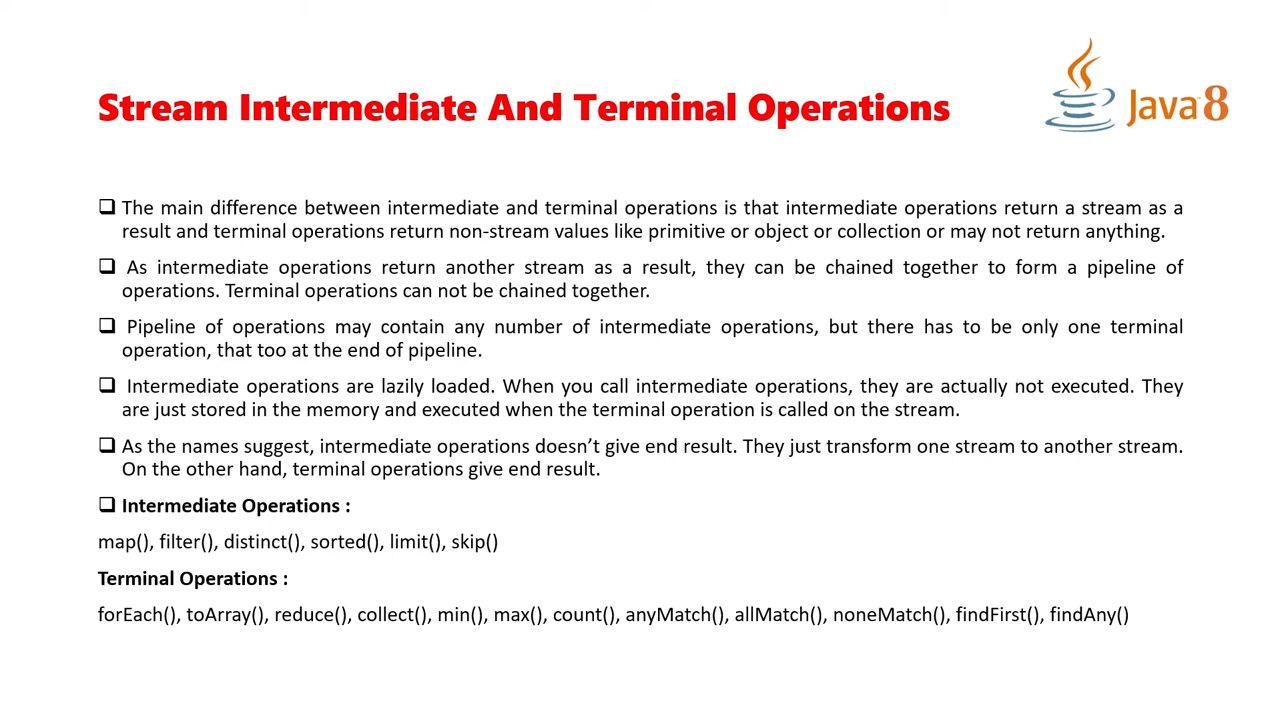 Stream Intermediate And Terminal Operations
Java 8
❑ The main difference between intermediate and terminal operations is that intermediate operations return a stream as a
result and terminal operations return non-stream values like primitive or object or collection or may not return anything.
❑ As intermediate operations return another stream as a result, they can be chained together to form a pipeline of
operations. Terminal operations can not be chained together.
❑ Pipeline of operations may contain any number of intermediate operations, but there has to be only one terminal
operation, that too at the end of pipeline.
❑ Intermediate operations are lazily loaded. When you call intermediate operations, they are actually not executed. They
are just stored in the memory and executed when the terminal operation is called on the stream.
❑ As the names suggest, intermediate operations doesn’t give end result. They just transform one stream to another stream.
On the other hand, terminal operations give end result.
❑ Intermediate Operations :
map(), filter(), distinct(), sorted(), limit(), skip()
Terminal Operations :
forEach(), toArray(), reduce(), collect(), min(), max(), count(), anyMatch(), allMatch(), noneMatch(), findFirst(), findAny()